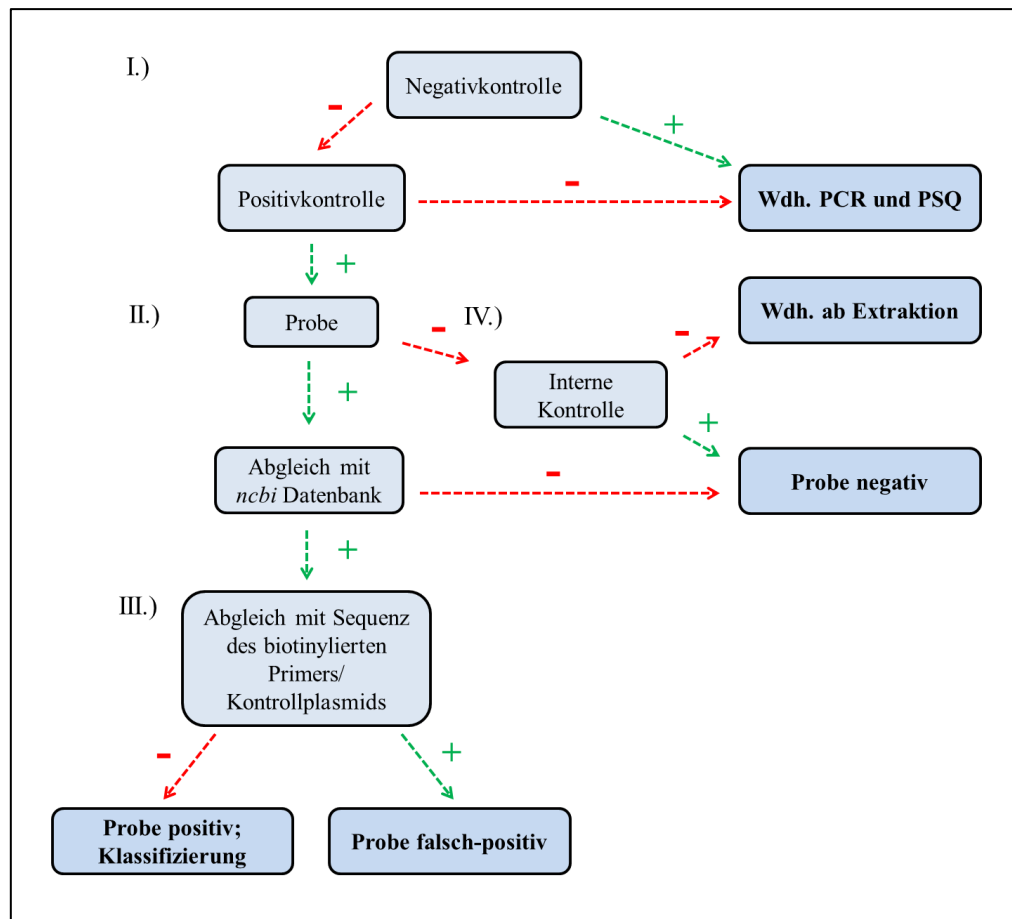 I.)
Negativkontrolle
-
+
Positivkontrolle
-
Wdh. PCR und PSQ
+
II.)
Probe
-
IV.)
-
Wdh. ab Extraktion
+
Interne
Kontrolle
+
Abgleich mit
ncbi Datenbank
-
Probe negativ
+
III.)
Abgleich mit Sequenz
des biotinylierten
Primers/
Kontrollplasmids
-
+
Probe positiv;
Klassifizierung
Probe falsch-positiv